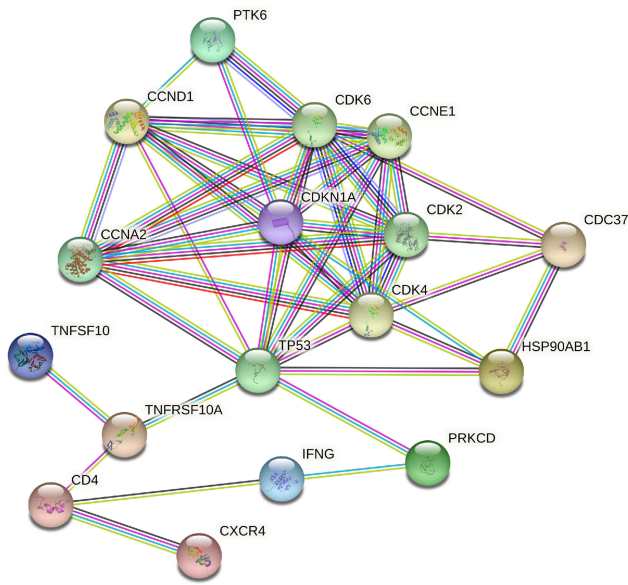 PTK6
CCND1
CDK6
CCNE1
CDKN1A
CDK2
CDC37
CCNA2
CDK4
TNFSF10
TP53
HSP90AB1
TNFRSF10A
PRKCD
IFNG
CD4
CXCR4